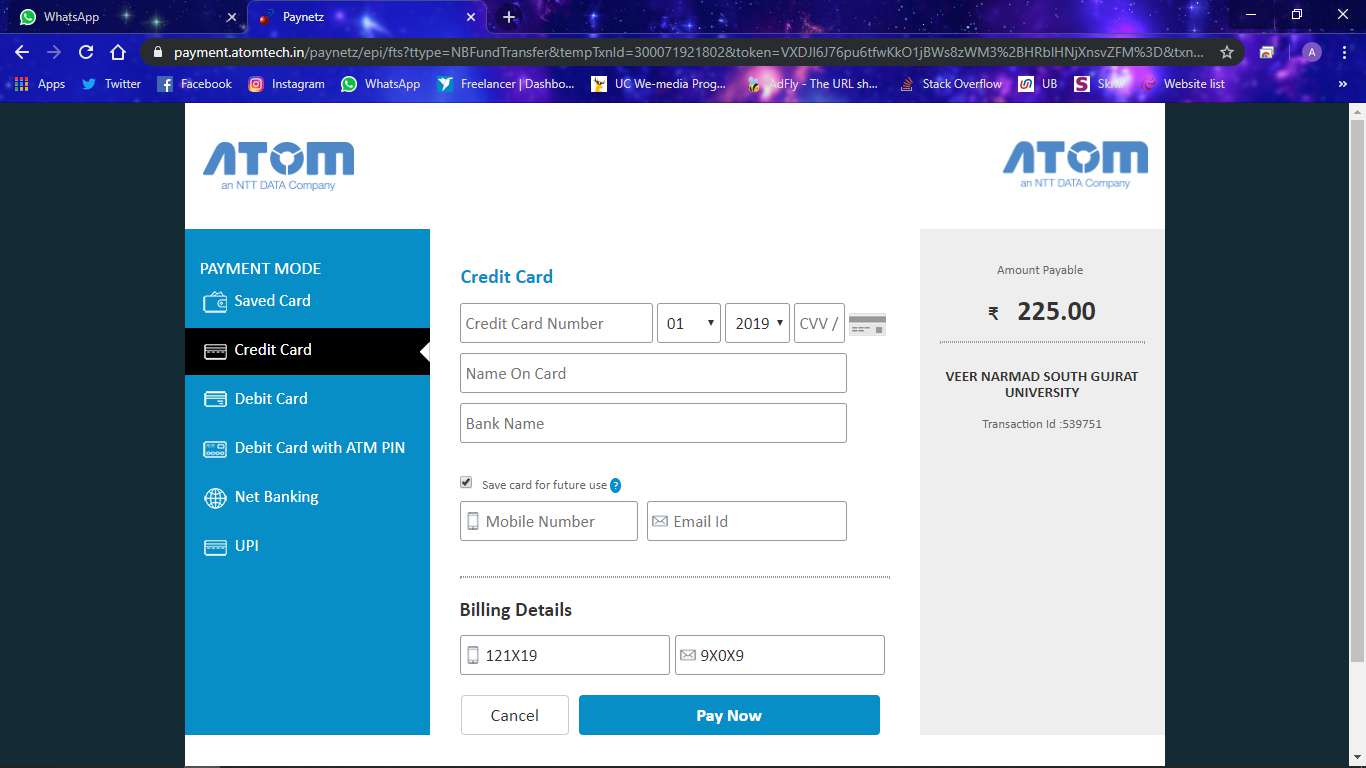 WhatsApp
Paynetz
payment.atomtech.in/paynetz/epi/fts?ttype=NBFundTransfer&tempTxnId=300071921802&token=VXDJI6J76pu6tfwKkO1jBWs8zWM3%2BHRbIHNjXnsvZFM%3D&txn...
A
Apps Twitter Facebook Instagram WhatsApp Freelancer | Dashbo... UC We-media Prog... AdFly - The URL sh... Stack Overflow UB Website list »
ATOM
an NTT DATA Company
ATOM
an NTT DATA Company
PAYMENT MODE
Saved Card
Credit Card
Debit Card
Debit Card with ATM PIN
Net Banking
UPI
Credit Card
Credit Card Number 01 2019 CVV /
Name On Card
Bank Name
Save card for future use ?
Mobile Number Email Id
Billing Details
121X19 9X0X9
Cancel Pay Now
Amount Payable
₹ 225.00
VEER NARMAD SOUTH GUJRAT
UNIVERSITY
Transaction Id :539751